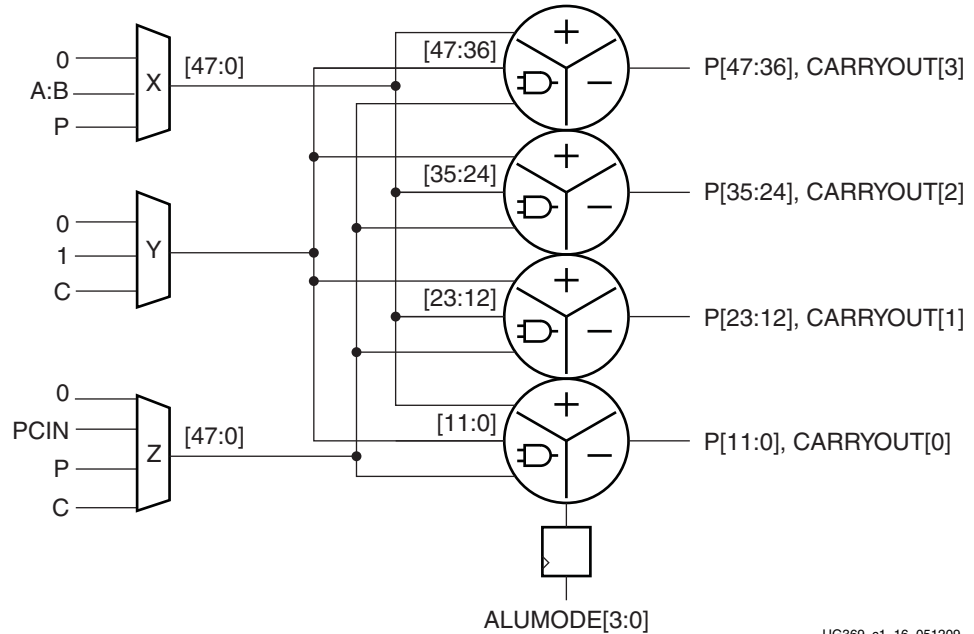 0
A:B
P
X
[47:0]
0
1
C
Y
0
PCIN
P
C
Z
[47:0]
[47:36]
+
−
P[47:36], CARRYOUT[3]
[35:24]
+
−
P[35:24], CARRYOUT[2]
[23:12]
+
−
P[23:12], CARRYOUT[1]
[11:0]
+
−
P[11:0], CARRYOUT[0]
ALUMODE[3:0]